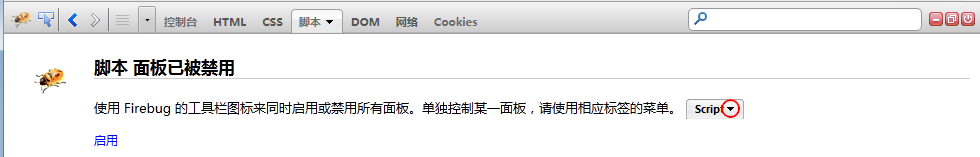 控制台 HTML CSS 脚本 DOM 网络 Cookies
脚本 面板已被禁用
使用 Firebug 的工具栏图标来同时启用或禁用所有面板。单独控制某一面板，请使用相应标签的菜单。 Script
启用